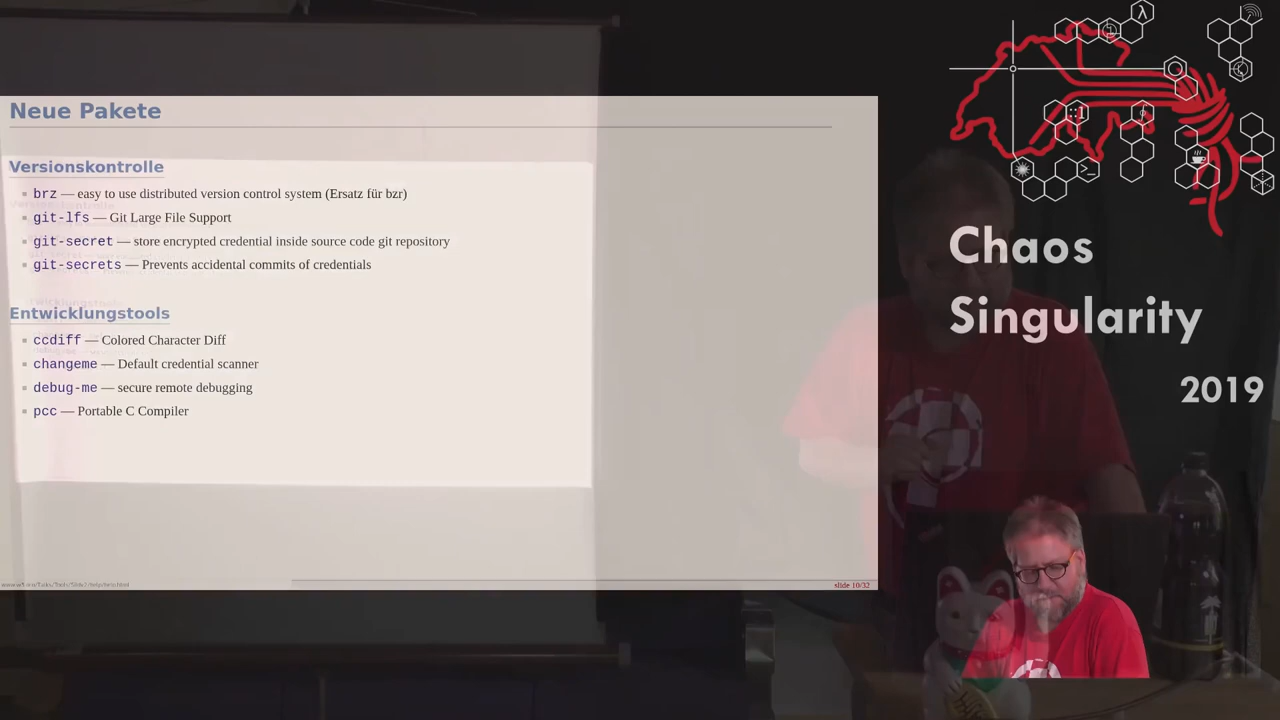 Neue Pakete
Versionskontrolle
brz — easy to use distributed version control system (Ersatz für bzr)
git-lfs — Git Large File Support
git-secret — store encrypted credential inside source code git repository
git-secrets — Prevents accidental commits of credentials
Entwicklungstools
ccdiff — Colored Character Diff
changeme — Default credential scanner
debug-me — secure remote debugging
pcc — Portable C Compiler
slide 10/32
Chaos
Singularity
2019